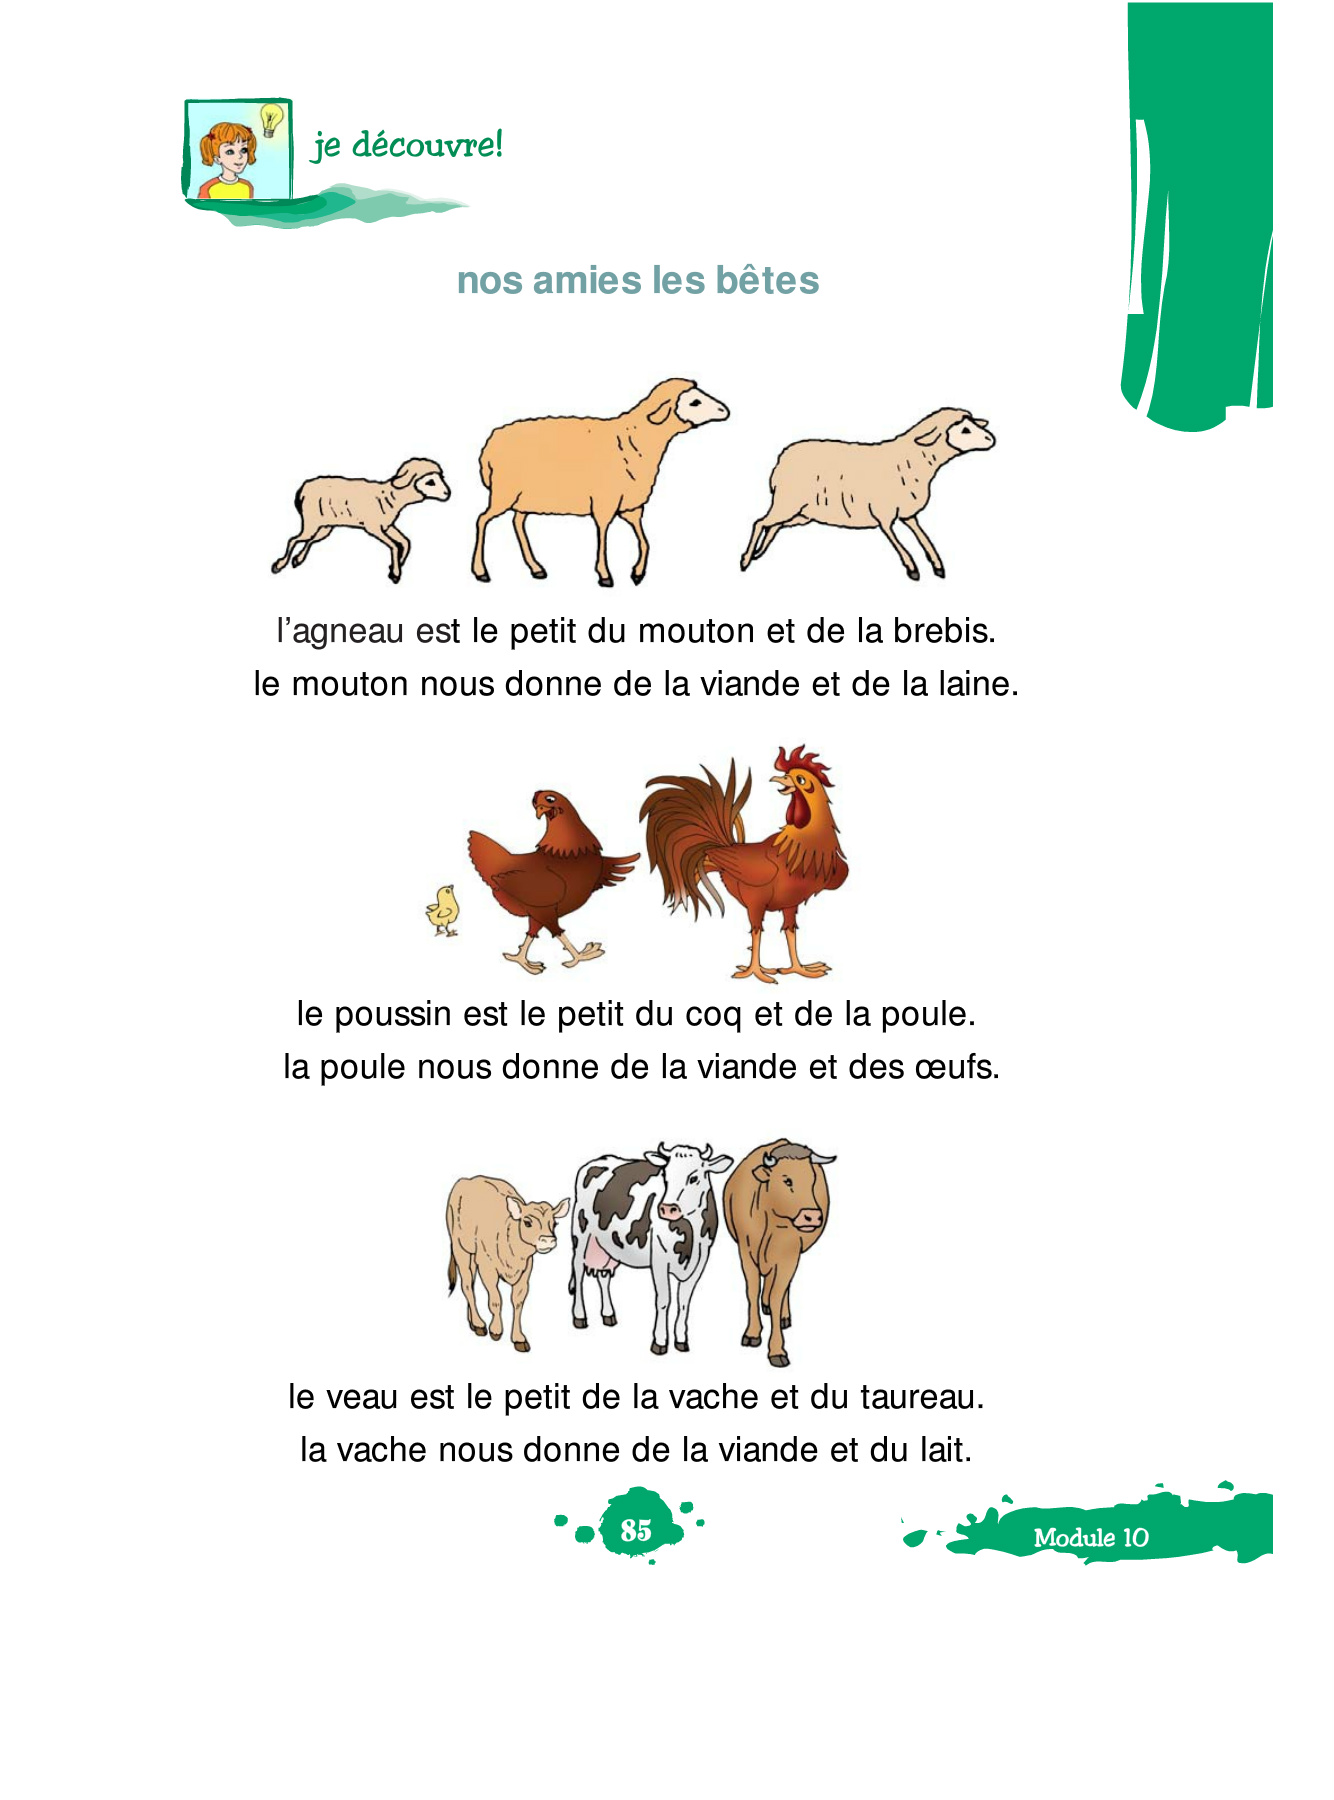 je découvre!
nos amies les bêtes
l'agneau est le petit du mouton et de la brebis.
le mouton nous donne de la viande et de la laine.
le poussin est le petit du coq et de la poule.
la poule nous donne de la viande et des œufs.
le veau est le petit de la vache et du taureau.
la vache nous donne de la viande et du lait.
85
Module 10